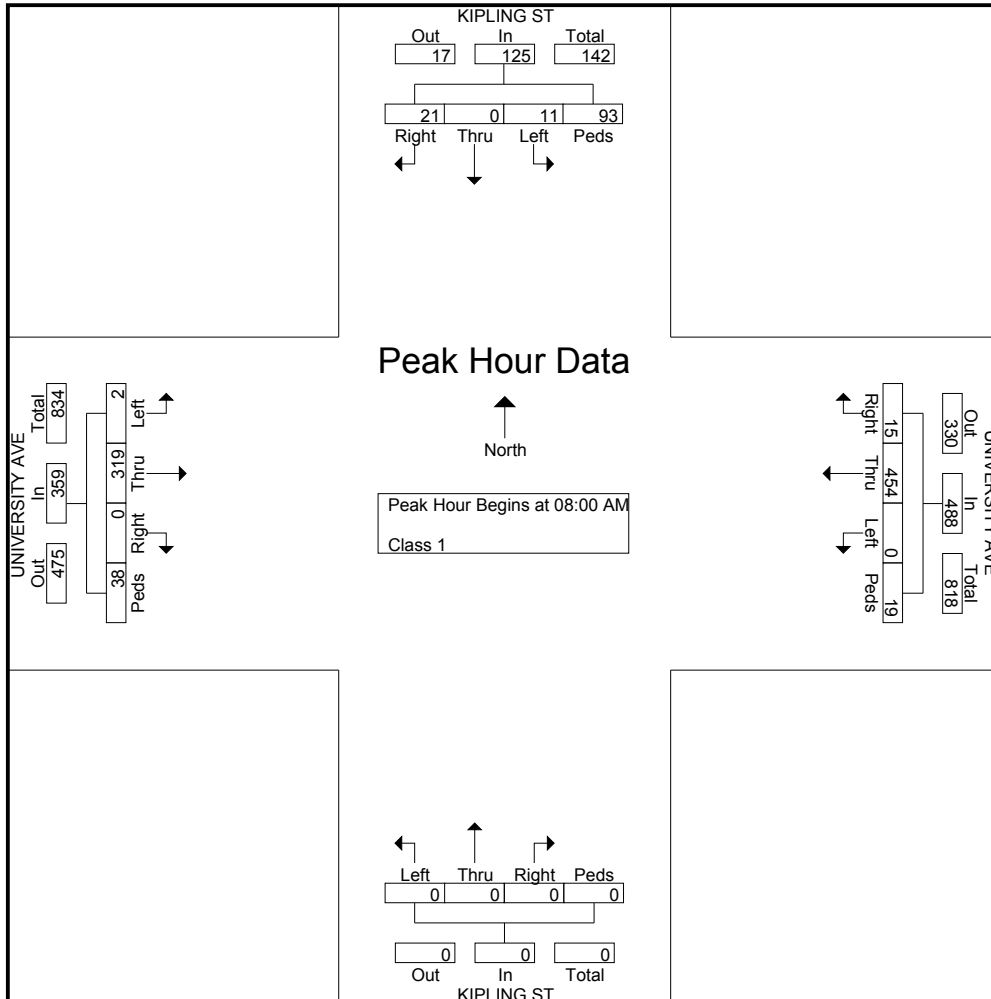 KIPLING ST
Out In Total
17 125 142
21 0 11 93
Right Thru Left Peds
Peak Hour Data
North
Peak Hour Begins at 08:00 AM
Class 1
UNIVERSITY AVE
Total In Out
834 359 475
2 319 0 38
Left Thru Right Peds
UNIVERSITY AVE
Out In Total
330 488 818
15 454 0 19
Right Thru Left Peds
Left Thru Right Peds
0 0 0 0
0 0 0
Out In Total
KIPLING ST